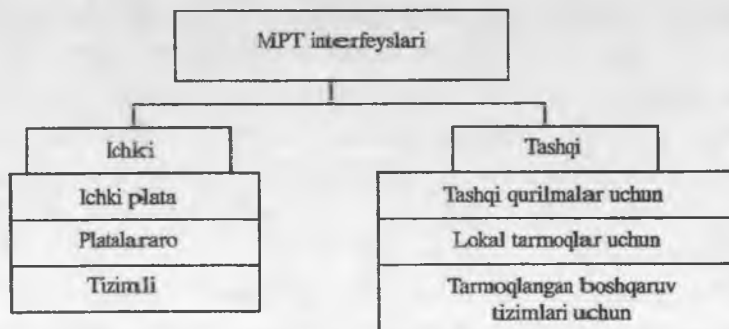 MPT interfeyslari
Ichki
Tashqi
Ichki plata
Platalararo
Tizimli
Tashqi qurilmalar uchun
Lokal tarmoqlar uchun
Tarmoqlangan boshqaruv
tizimlari uchun